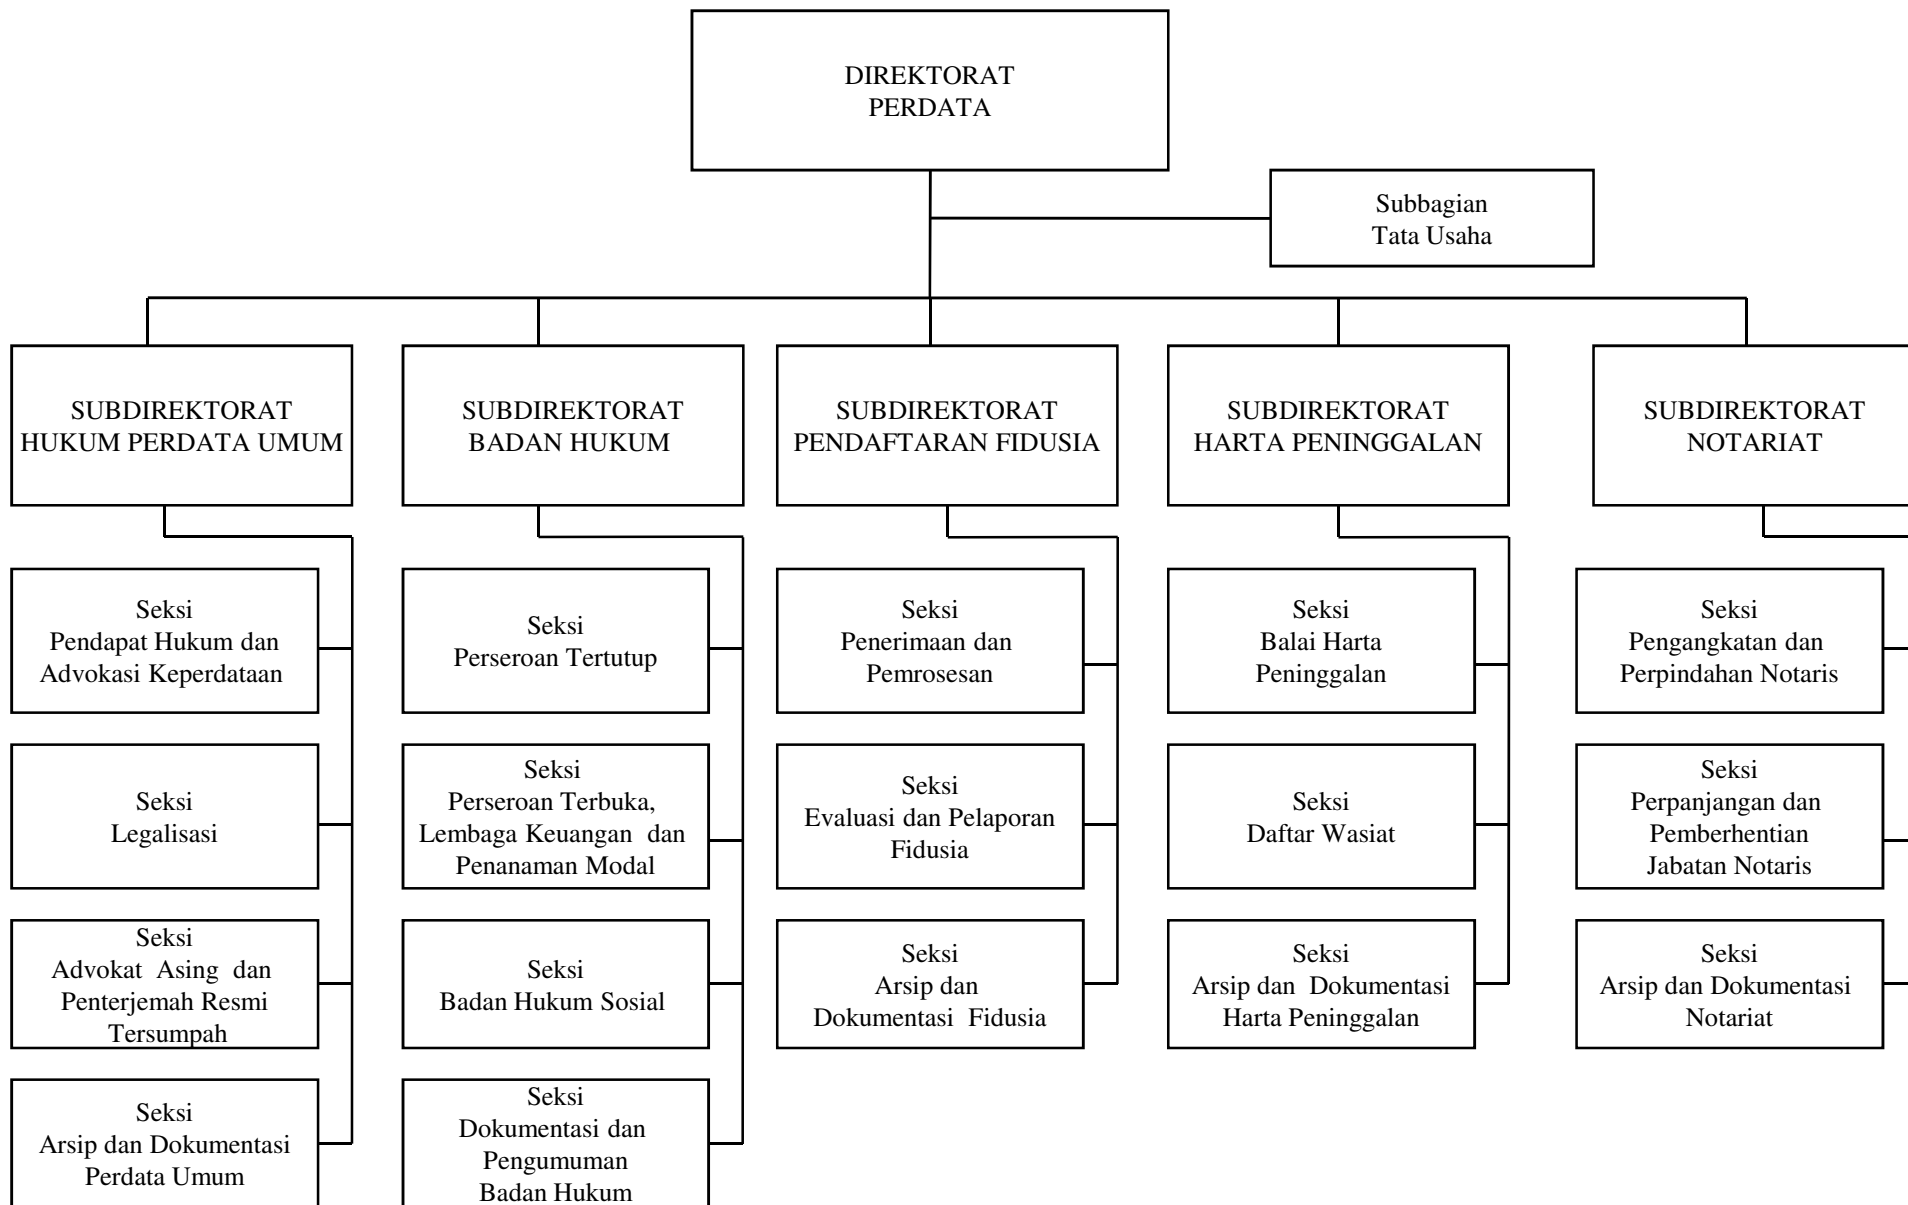 DIREKTORAT
PERDATA
Subbagian
Tata Usaha
SUBDIREKTORAT
HUKUM PERDATA UMUM
SUBDIREKTORAT
BADAN HUKUM
SUBDIREKTORAT
PENDAFTARAN FIDUSIA
SUBDIREKTORAT
HARTA PENINGGALAN
SUBDIREKTORAT
NOTARIAT
Seksi
Pendapat Hukum dan
Advokasi Keperdataan
Seksi
Perseroan Tertutup
Seksi
Penerimaan dan
Pemrosesan
Seksi
Balai Harta
Peninggalan
Seksi
Pengangkatan dan
Perpindahan Notaris
Seksi
Legalisasi
Seksi
Perseroan Terbuka,
Lembaga Keuangan dan
Penanaman Modal
Seksi
Evaluasi dan Pelaporan
Fidusia
Seksi
Daftar Wasiat
Seksi
Perpanjangan dan
Pemberhentian
Jabatan Notaris
Seksi
Advokat Asing dan
Penterjemah Resmi
Tersumpah
Seksi
Badan Hukum Sosial
Seksi
Arsip dan
Dokumentasi Fidusia
Seksi
Arsip dan Dokumentasi
Harta Peninggalan
Seksi
Arsip dan Dokumentasi
Notariat
Seksi
Arsip dan Dokumentasi
Perdata Umum
Seksi
Dokumentasi dan
Pengumuman
Badan Hukum